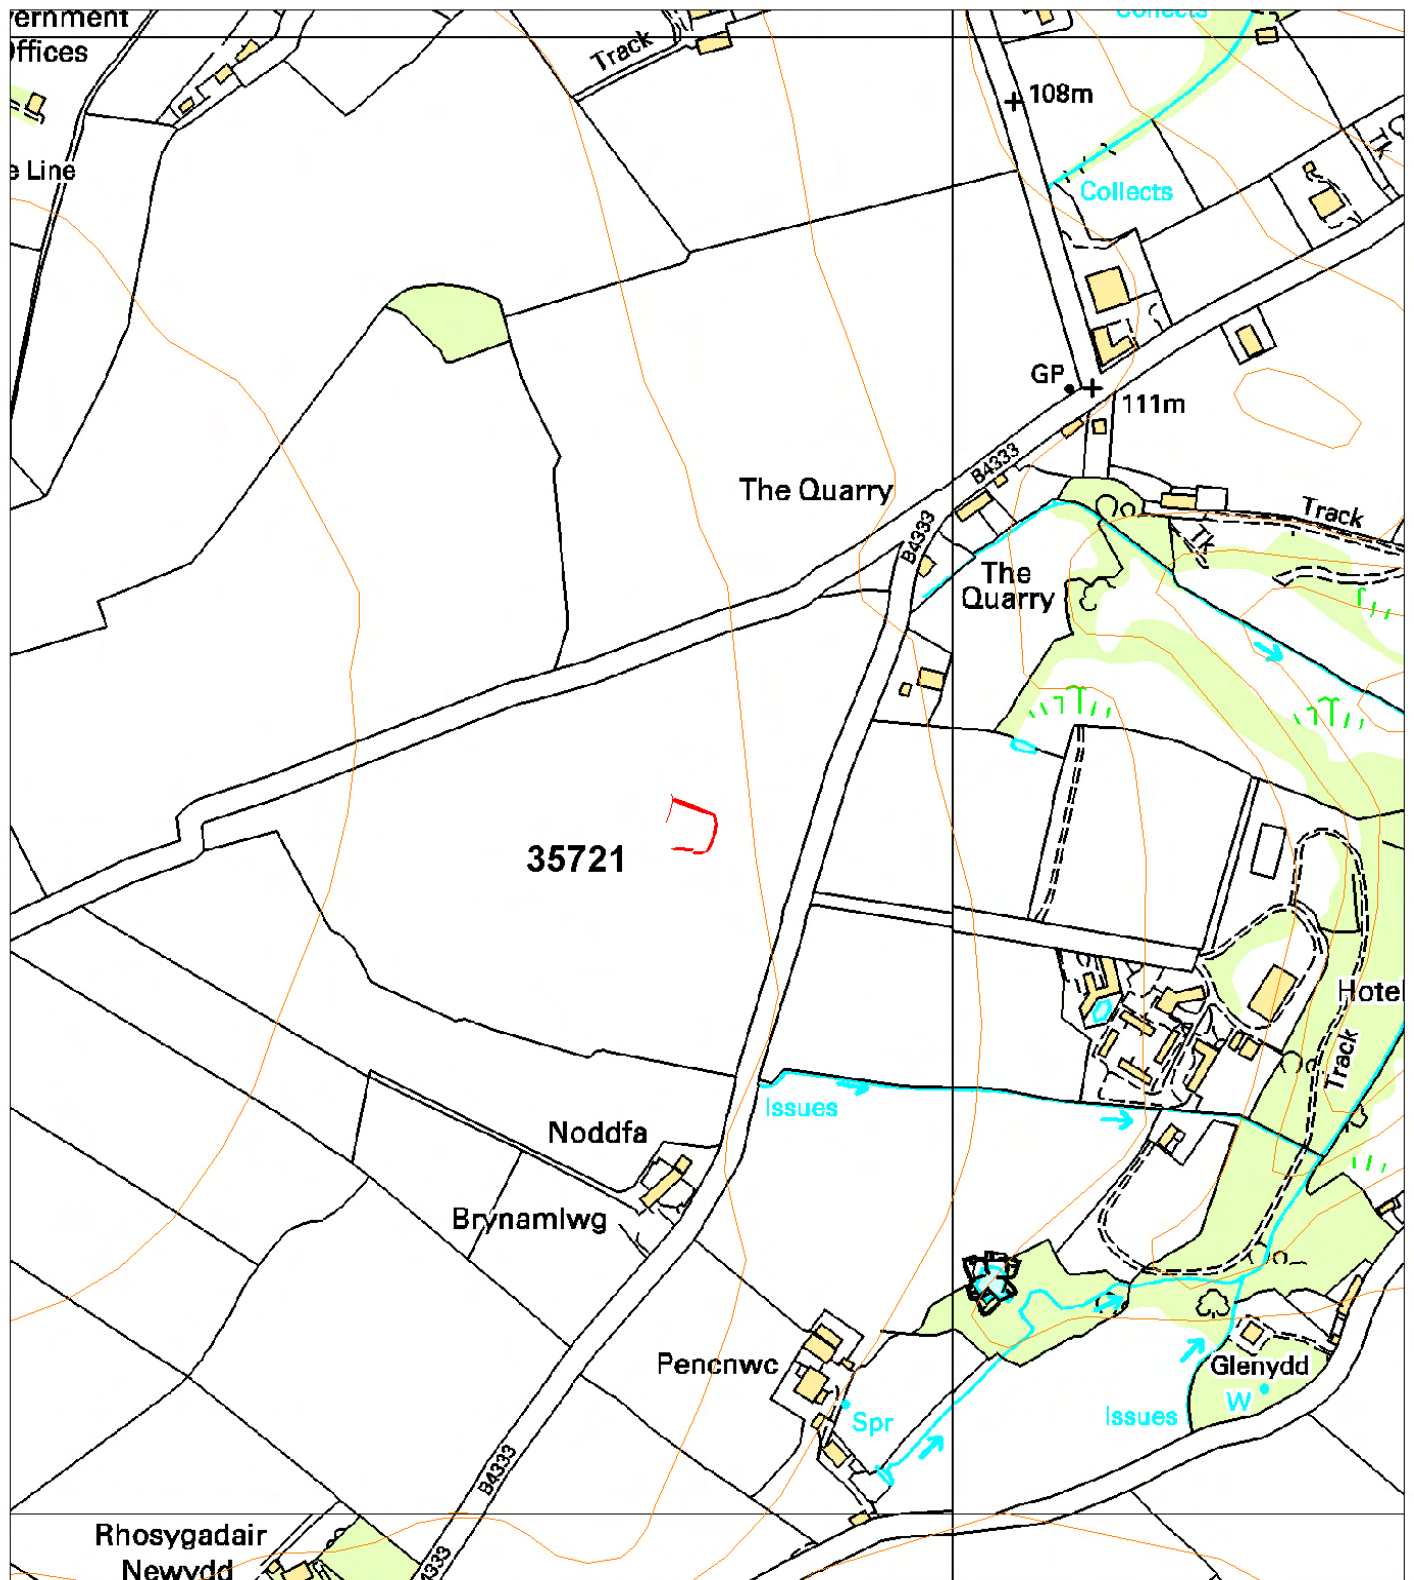 ernment
Offices
Track
Collects
108m
e Line
Tk
Collects
GP
111m
B4333
The Quarry
Track
B4333
Tk
The
Quarry
35721
Hotel
Track
Issues
Noddfa
Brynamlwg
Pencnwc
Glenydd
W
Spr
Issues
B4333
Rhosygadair
Newydd
4333